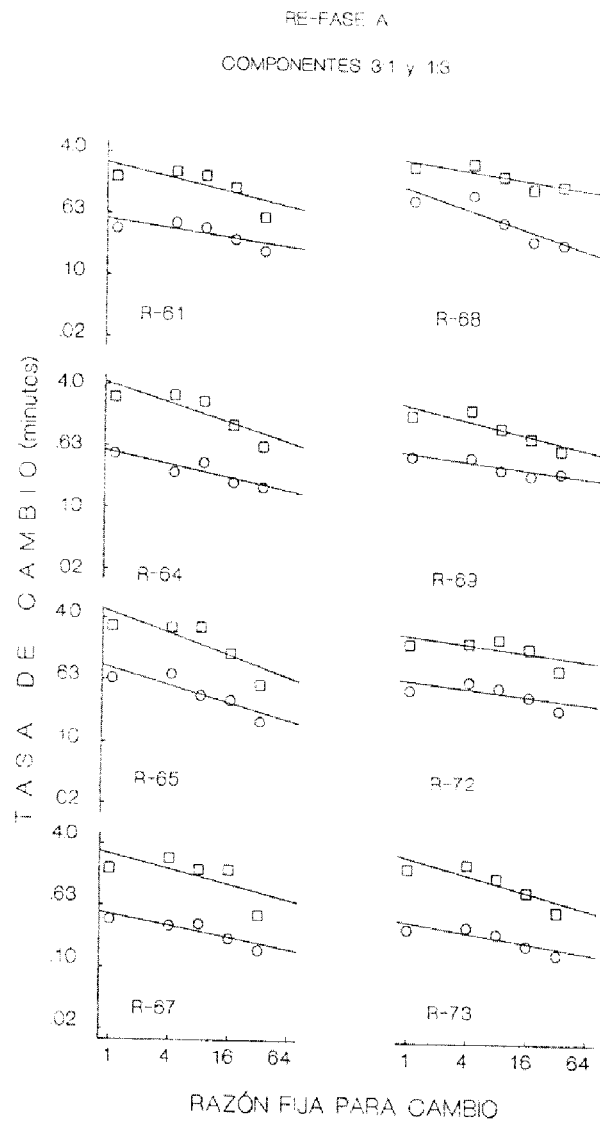 RE-FASE A
COMPONENTES 3:1 y 1:3
TASA DE CAMBIO (minutos)
4.0
.63
.10
.02
R-61
R-68
4.0
.63
.10
.02
R-64
R-69
4.0
.63
.10
.02
R-65
R-72
4.0
.63
.10
.02
R-67
R-73
1 4 16 64
1 4 16 64
RAZÓN FIJA PARA CAMBIO